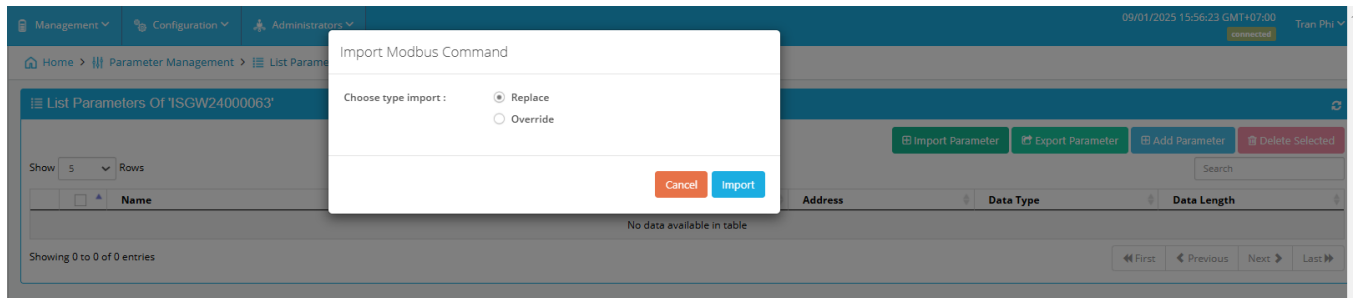 Management
Configuration
Administrators
09/01/2025 15:56:23 GMT+07:00
connected
Tran Phi
Home > Parameter Management > List Parame
Import Modbus Command
Choose type import :
Replace
Override
Cancel
Import
List Parameters Of 'ISGW24000063'
Import Parameter
Export Parameter
Add Parameter
Delete Selected
Show 5 Rows
Search
Name
Address
Data Type
Data Length
No data available in table
Showing 0 to 0 of 0 entries
First
Previous
Next
Last